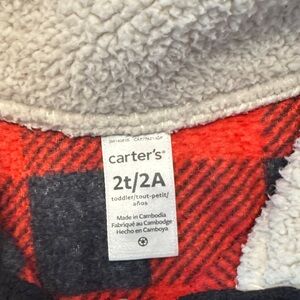 carter's®
2t/2A
toddler/tout-petit/
años
Made in Cambodia
Fabriqué au Cambodge
Hecho en Camboya